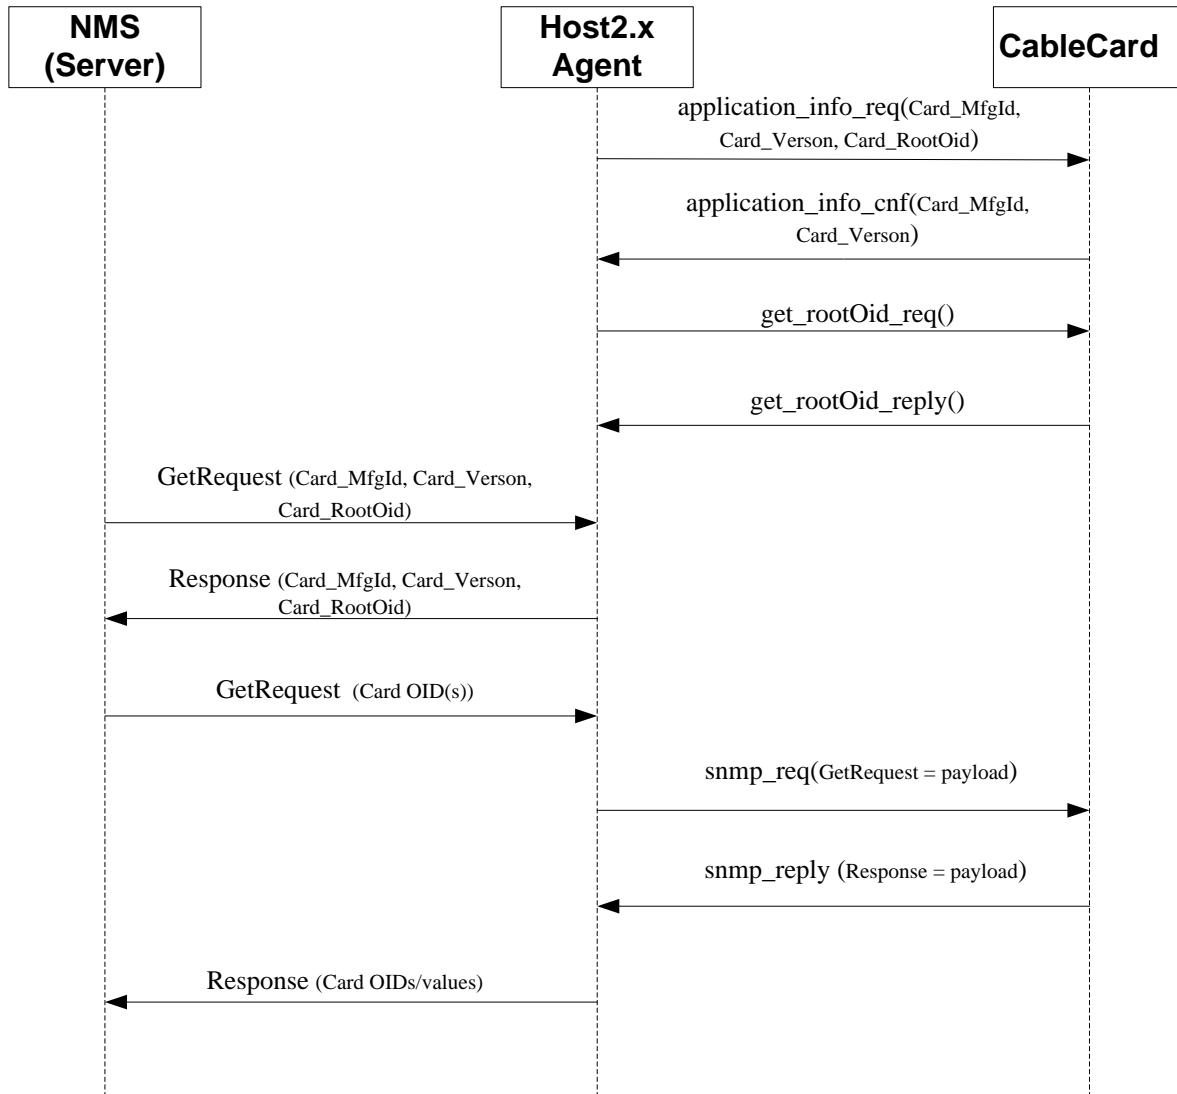 NMS
(Server)
Host2.x
Agent
CableCard
application_info_req(Card_MfgId,
Card_Verson, Card_RootOid)
application_info_cnf(Card_MfgId,
Card_Verson)
get_rootOid_req()
get_rootOid_reply()
GetRequest (Card_MfgId, Card_Verson,
Card_RootOid)
Response (Card_MfgId, Card_Verson,
Card_RootOid)
GetRequest (Card OID(s))
snmp_req(GetRequest = payload)
snmp_reply (Response = payload)
Response (Card OIDs/values)